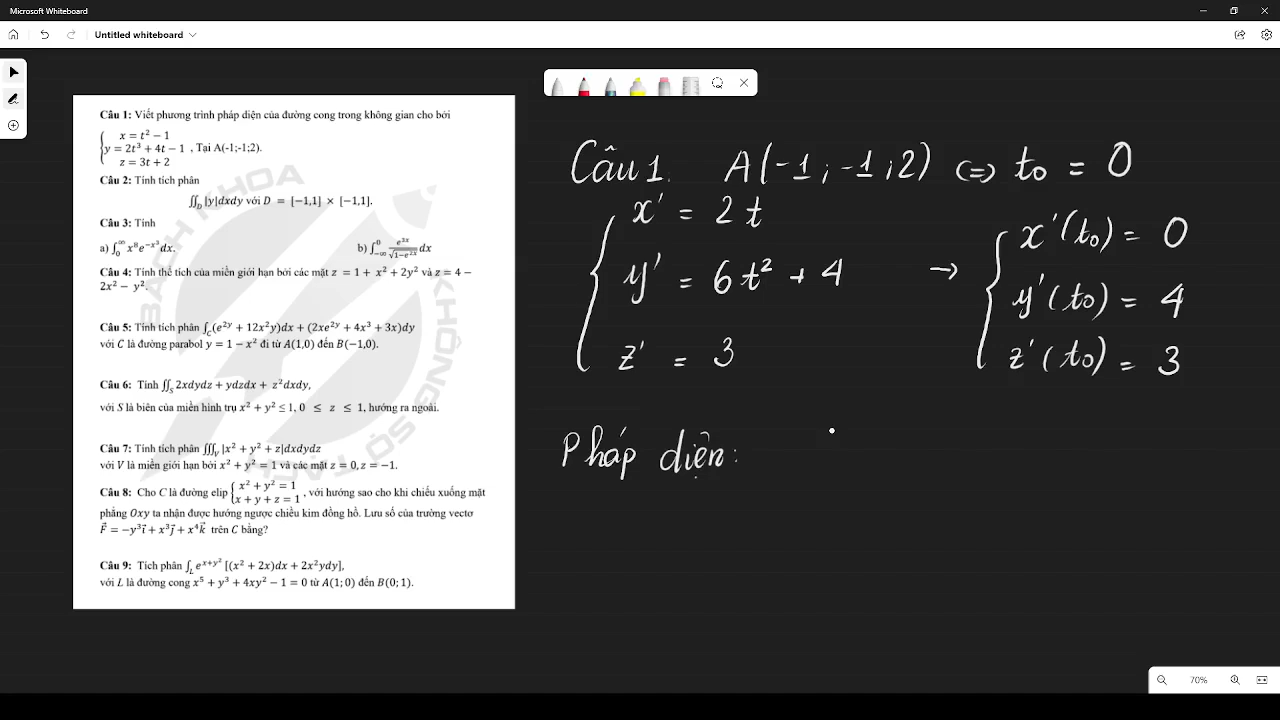 Microsoft Whiteboard
Untitled whiteboard
Câu 1: Viết phương trình pháp diện của đường cong trong không gian cho bởi
{x = t² − 1
y = 2t³ + 4t − 1 , Tại A(-1;-1;2).
z = 3t + 2
Câu 2: Tính tích phân
∬_D |y|dxdy với D = [−1,1] × [−1,1].
Câu 3: Tính
a) ∫₀^∞ x⁸e^{−x³}dx. b) ∫_{−∞}^0 e^{3x}/√(1−e^{2x}) dx
Câu 4: Tính thể tích của miền giới hạn bởi các mặt z = 1 + x² + 2y² và z = 4 −
2x² − y².
Câu 5: Tính tích phân ∫_C(e^{2y} + 12x²y)dx + (2xe^{2y} + 4x³ + 3x)dy
với C là đường parabol y = 1 − x² đi từ A(1,0) đến B(−1,0).
Câu 6: Tính ∬_S 2xdydz + ydzdx + z²dxdy,
với S là biên của miền hình trụ x² + y² ≤ 1, 0 ≤ z ≤ 1, hướng ra ngoài.
Câu 7: Tính tích phân ∭_V |x² + y² + z|dxdydz
với V là miền giới hạn bởi x² + y² = 1 và các mặt z = 0, z = −1.
Câu 8: Cho C là đường elip {x² + y² = 1
x + y + z = 1 , với hướng sao cho khi chiếu xuống mặt
phẳng Oxy ta nhận được hướng ngược chiều kim đồng hồ. Lưu số của trường vectơ
F⃗ = −y³i⃗ + x³j⃗ + x⁴k⃗ trên C bằng?
Câu 9: Tích phân ∫_L e^{x+y²} [(x² + 2x)dx + 2x²ydy],
với L là đường cong x⁵ + y³ + 4xy² − 1 = 0 từ A(1; 0) đến B(0; 1).
BÁCH KHOA
KHÔNG SỢ TẠCH
Câu 1. A(-1; -1; 2) <=> t₀ = 0
{x' = 2t
y' = 6t² + 4
z' = 3
→ {x'(t₀) = 0
y'(t₀) = 4
z'(t₀) = 3
Pháp diện:
70%